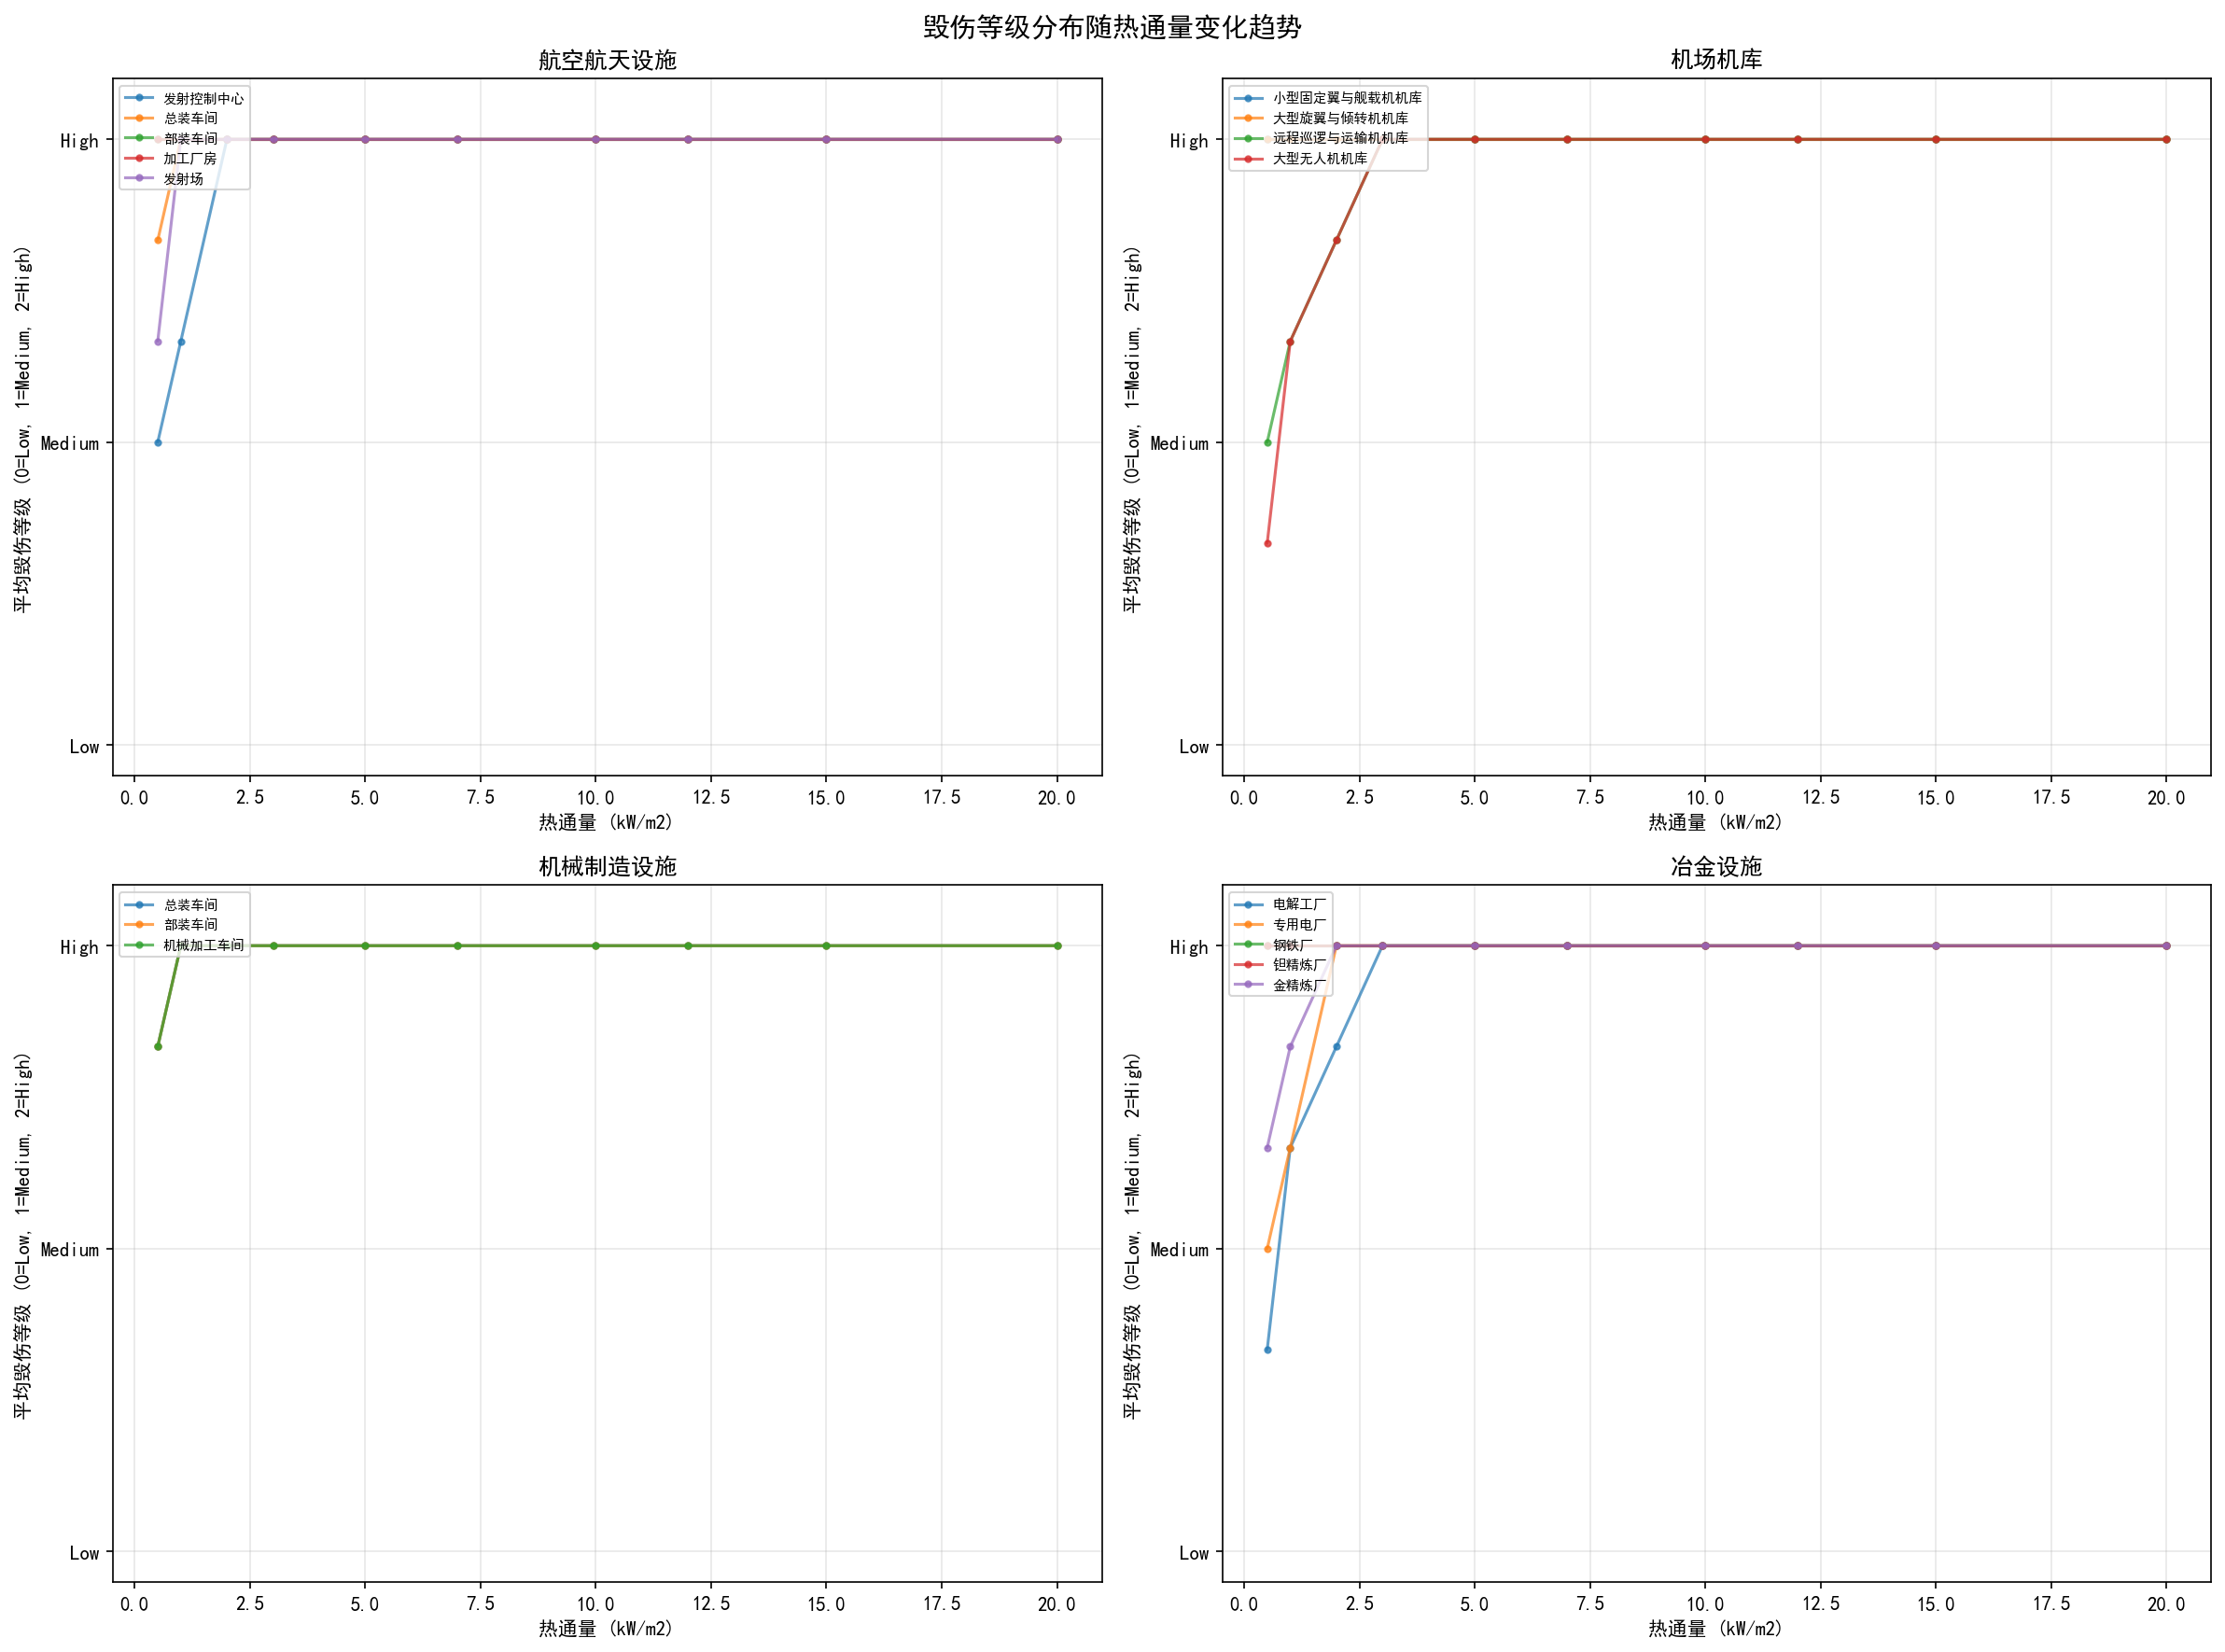 毁伤等级分布随热通量变化趋势
航空航天设施
发射控制中心
总装车间
部装车间
加工厂房
发射场
High
Medium
Low
平均毁伤等级 (0=Low, 1=Medium, 2=High)
0.0 2.5 5.0 7.5 10.0 12.5 15.0 17.5 20.0
热通量 (kW/m2)
机场机库
小型固定翼与舰载机机库
大型旋翼与倾转机机库
远程巡逻与运输机机库
大型无人机机库
High
Medium
Low
平均毁伤等级 (0=Low, 1=Medium, 2=High)
0.0 2.5 5.0 7.5 10.0 12.5 15.0 17.5 20.0
热通量 (kW/m2)
机械制造设施
总装车间
部装车间
机械加工车间
High
Medium
Low
平均毁伤等级 (0=Low, 1=Medium, 2=High)
0.0 2.5 5.0 7.5 10.0 12.5 15.0 17.5 20.0
热通量 (kW/m2)
冶金设施
电解工厂
专用电厂
钢铁厂
钽精炼厂
金精炼厂
High
Medium
Low
平均毁伤等级 (0=Low, 1=Medium, 2=High)
0.0 2.5 5.0 7.5 10.0 12.5 15.0 17.5 20.0
热通量 (kW/m2)